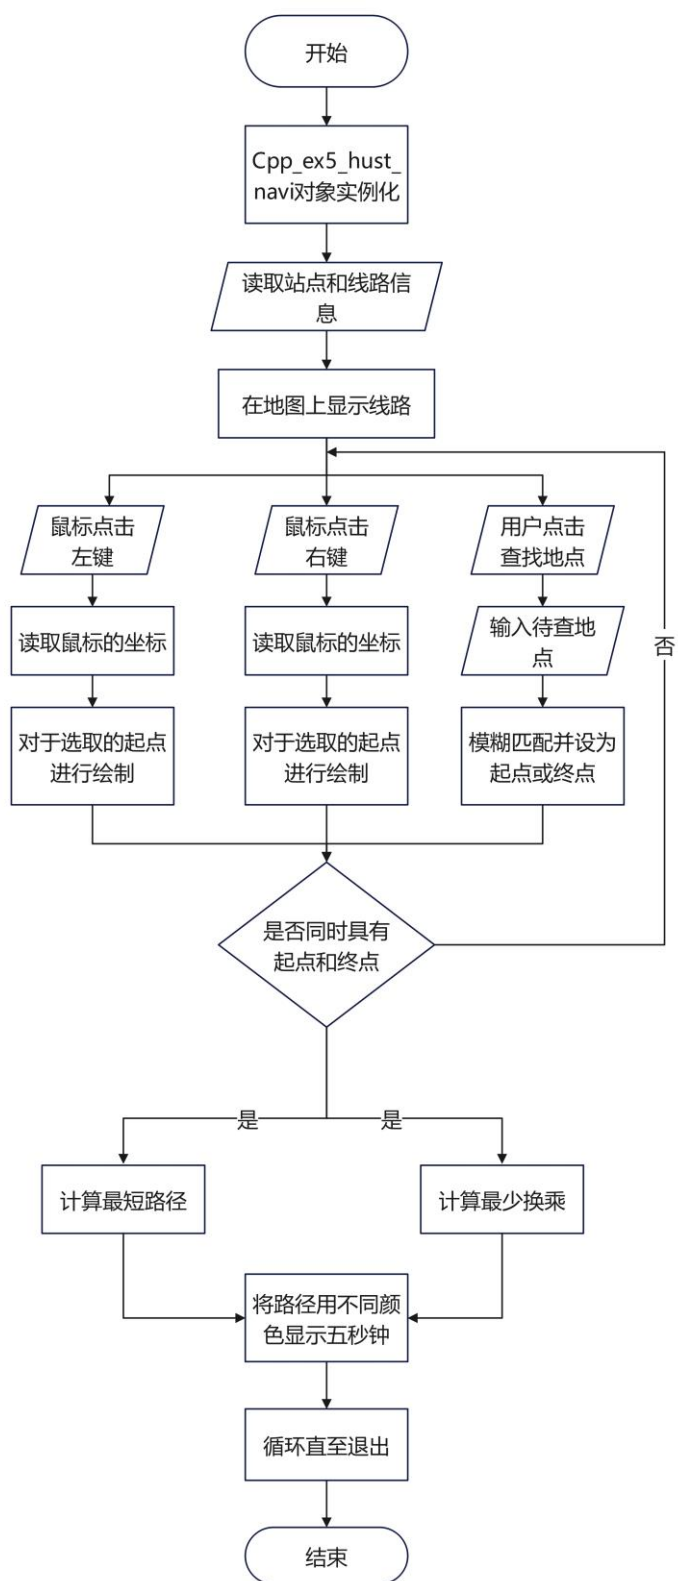 开始
Cpp_ex5_hust_
navi对象实例化
读取站点和线路信
息
在地图上显示线路
鼠标点击
左键
鼠标点击
右键
用户点击
查找地点
读取鼠标的坐标
读取鼠标的坐标
输入待查地
点
否
对于选取的起点
进行绘制
对于选取的起点
进行绘制
模糊匹配并设为
起点或终点
是否同时具有
起点和终点
是
是
计算最短路径
计算最少换乘
将路径用不同颜
色显示五秒钟
循环直至退出
结束